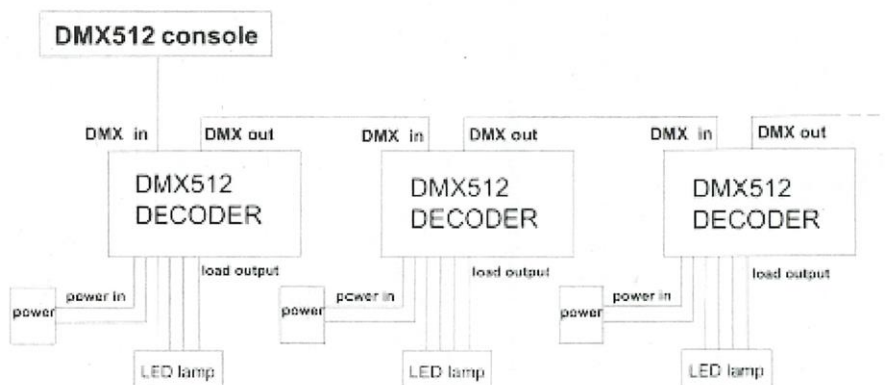 DMX512 console
DMX in
DMX out
DMX in
DMX out
DMX in
DMX out
DMX512
DECODER
DMX512
DECODER
DMX512
DECODER
load output
load output
load output
power in
power in
power in
power
power
power
LED lamp
LED lamp
LED lamp